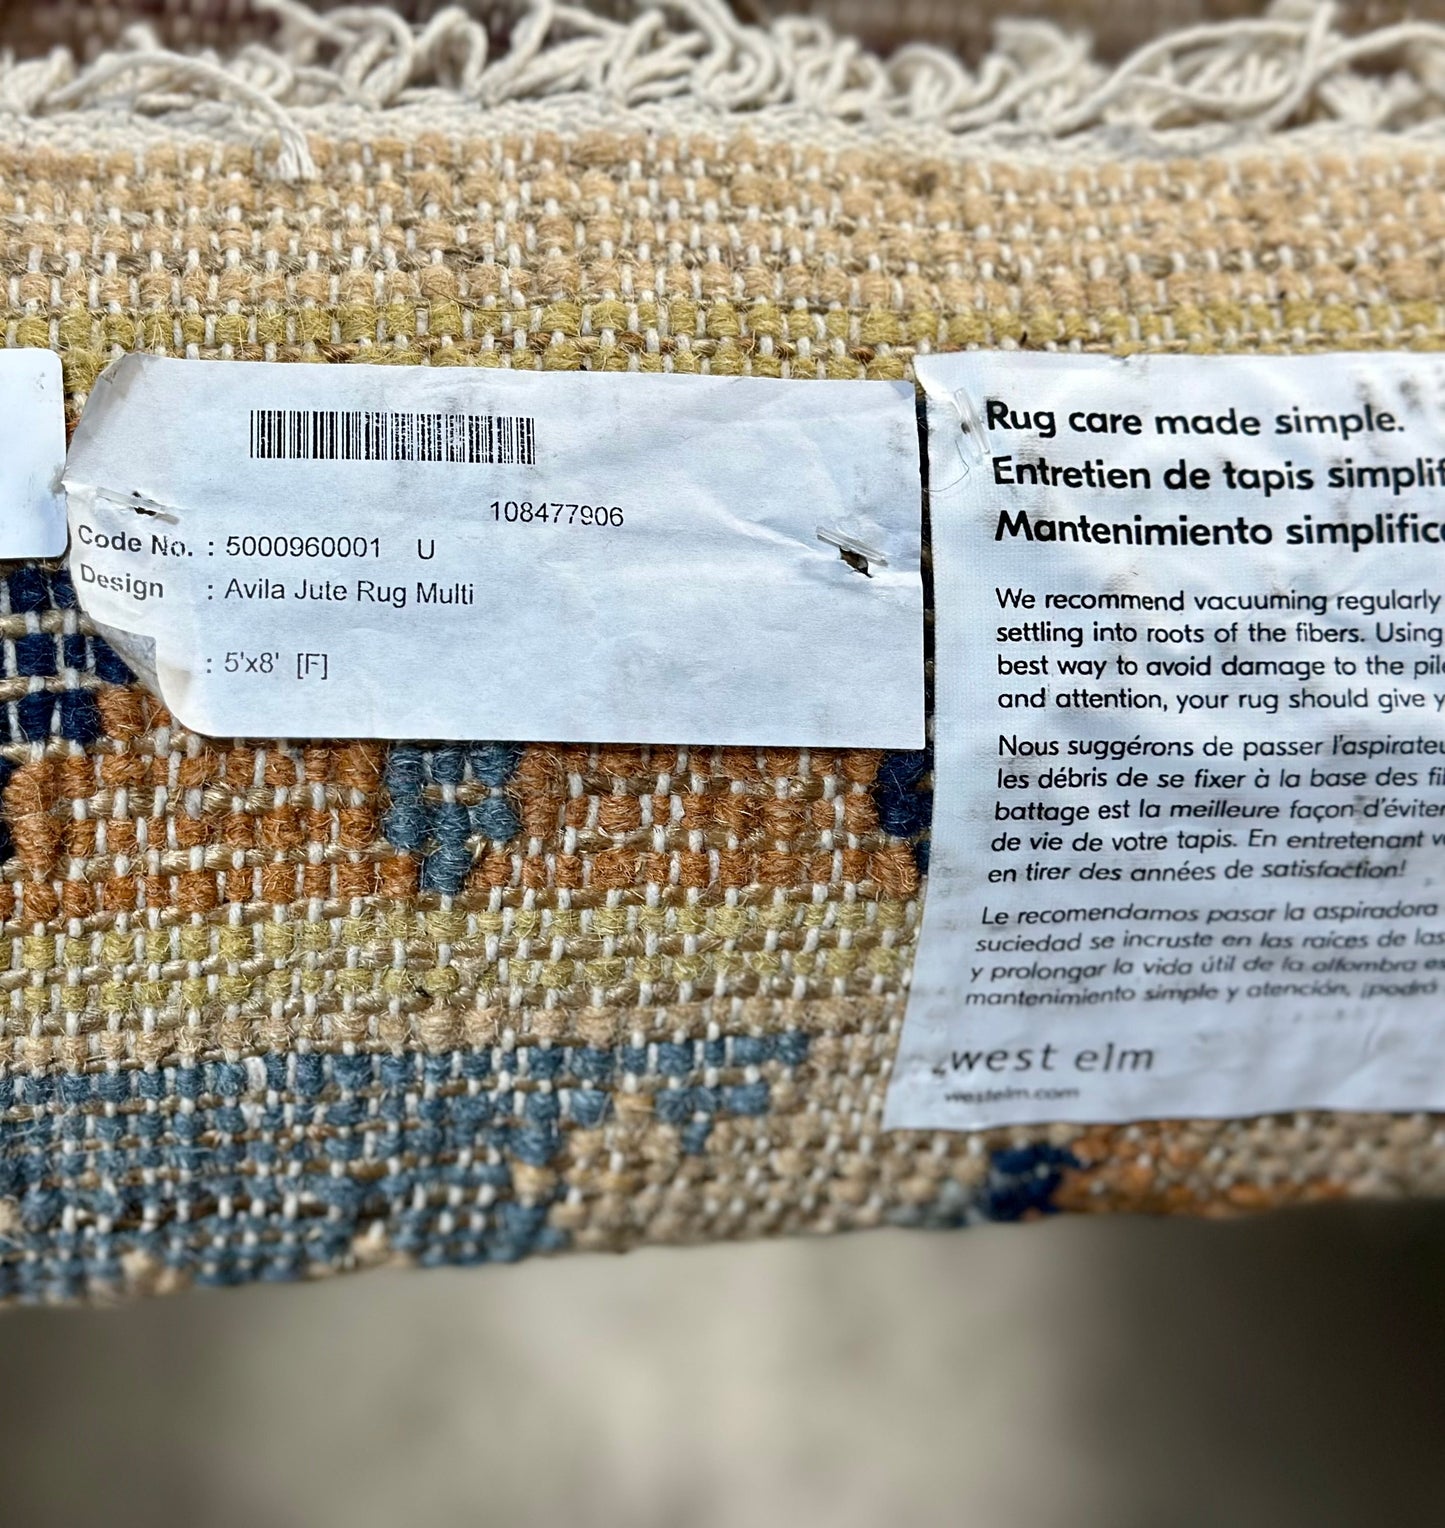 108477906
Code No. : 5000960001 U
Design : Avila Jute Rug Multi
: 5'x8' [F]
Rug care made simple.
Entretien de tapis simplif
Mantenimiento simplific
We recommend vacuuming regularly
settling into roots of the fibers. Using
best way to avoid damage to the pil
and attention, your rug should give y
Nous suggérons de passer l'aspirateu
les débris de se fixer à la base des fi
battage est la meilleure façon d'éviter
de vie de votre tapis. En entretenant v
en tirer des années de satisfaction!
Le recomendamos pasar la aspiradora
suciedad se incruste en las raíces de las
y prolongar la vida útil de la alfombra es
mantenimiento simple y atención, ¡podrá
west elm
westelm.com